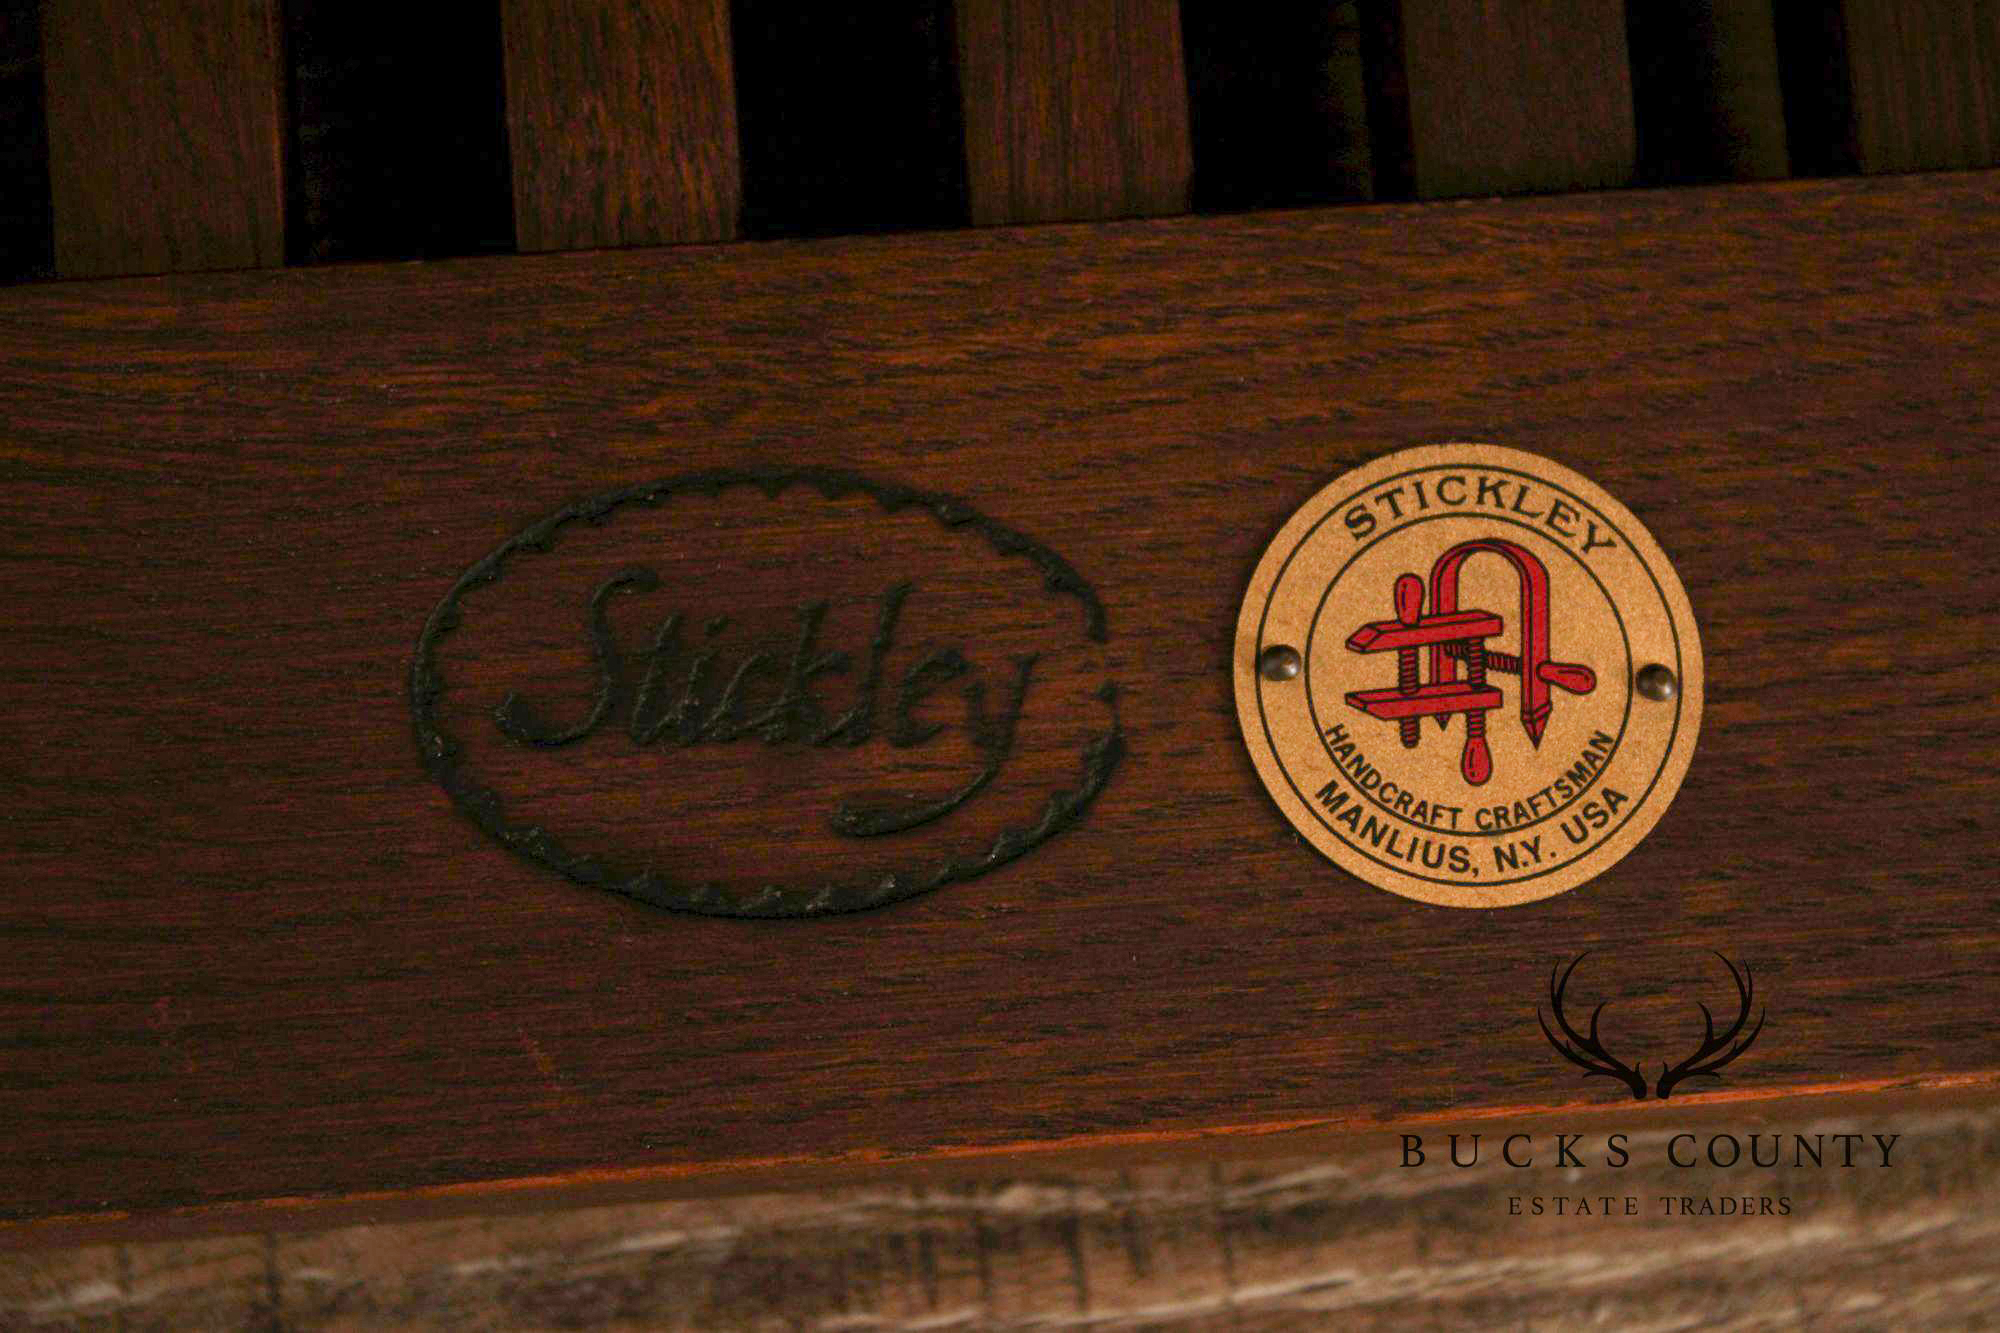 Stickley
STICKLEY
HANDCRAFT CRAFTSMAN
MANLIUS, N.Y. USA
BUCKS COUNTY
ESTATE TRADERS